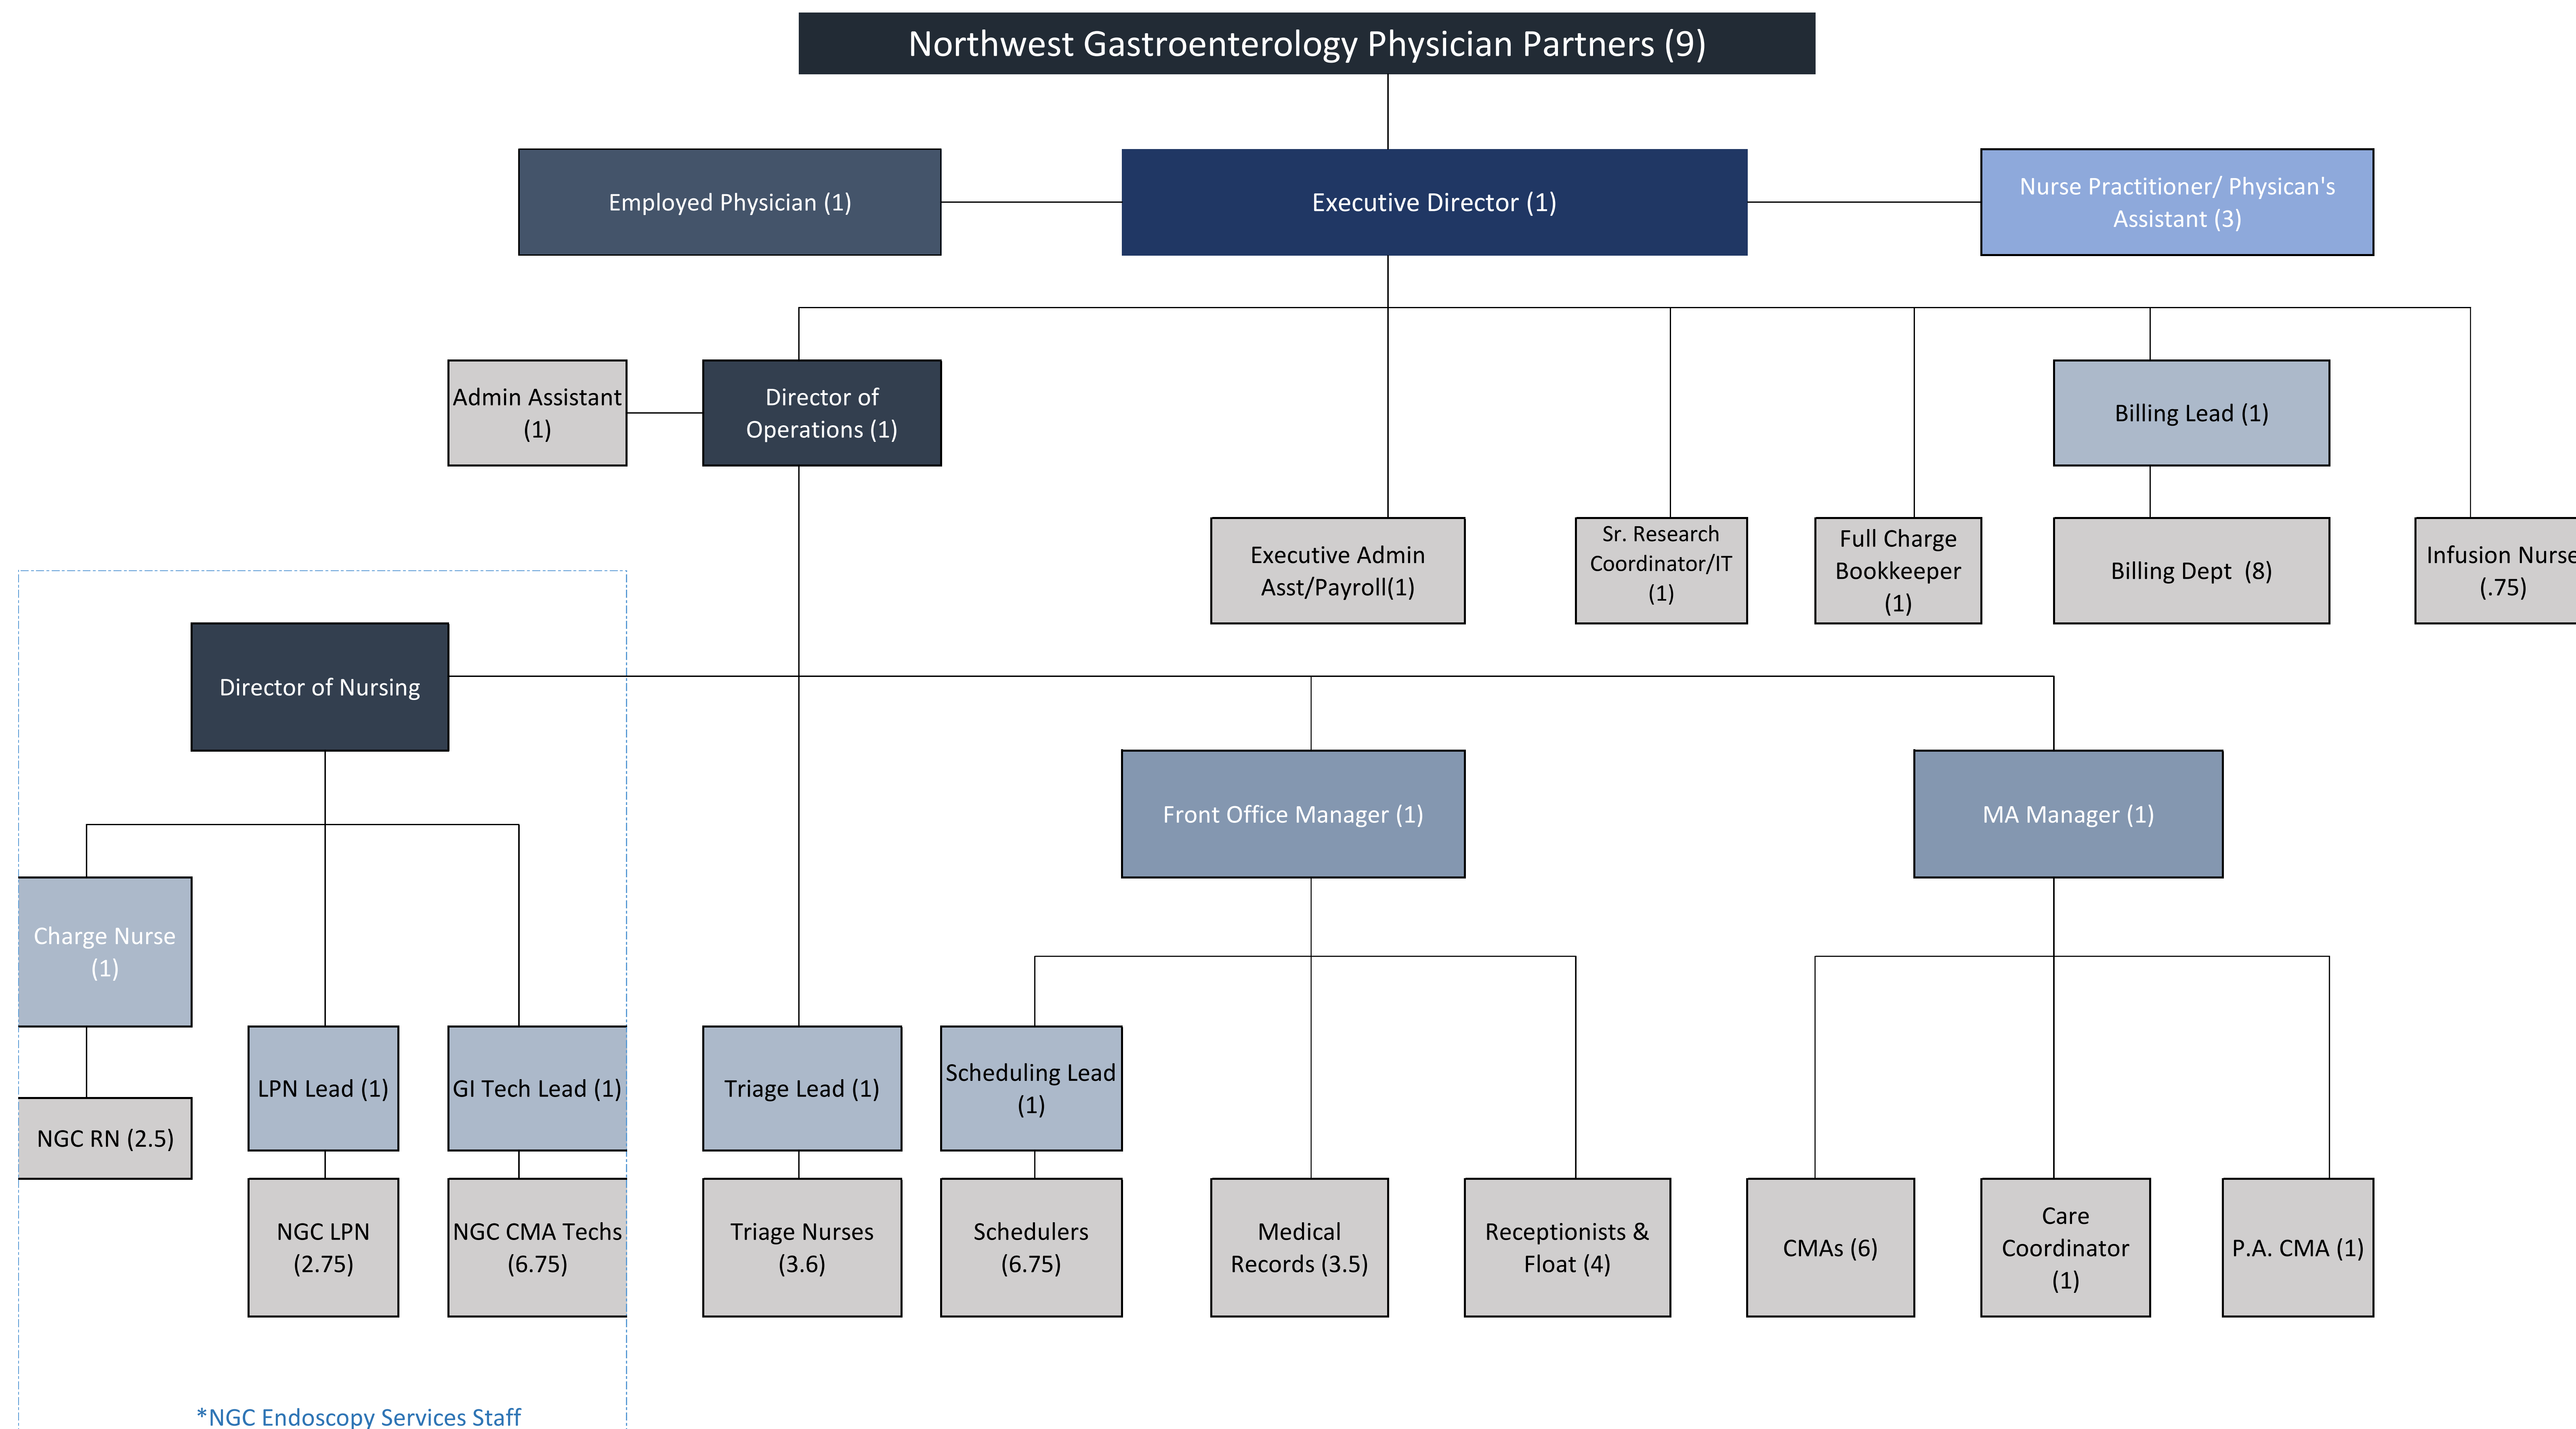 Northwest Gastroenterology Physician Partners (9)
Employed Physician (1)
Executive Director (1)
Nurse Practitioner/ Physican's
Assistant (3)
Admin Assistant
(1)
Director of
Operations (1)
Billing Lead (1)
Executive Admin
Asst/Payroll(1)
Sr. Research
Coordinator/IT
(1)
Full Charge
Bookkeeper
(1)
Billing Dept  (8)
Infusion Nurse
(.75)
Director of Nursing
Front Office Manager (1)
MA Manager (1)
Charge Nurse
(1)
LPN Lead (1)
GI Tech Lead (1)
Triage Lead (1)
Scheduling Lead
(1)
NGC RN (2.5)
NGC LPN
(2.75)
NGC CMA Techs
(6.75)
Triage Nurses
(3.6)
Schedulers
(6.75)
Medical
Records (3.5)
Receptionists &
Float (4)
CMAs (6)
Care
Coordinator
(1)
P.A. CMA (1)
*NGC Endoscopy Services Staff